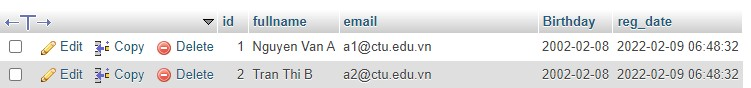 id fullname email Birthday reg_date
Edit Copy Delete 1 Nguyen Van A a1@ctu.edu.vn 2002-02-08 2022-02-09 06:48:32
Edit Copy Delete 2 Tran Thi B a2@ctu.edu.vn 2002-02-08 2022-02-09 06:48:32